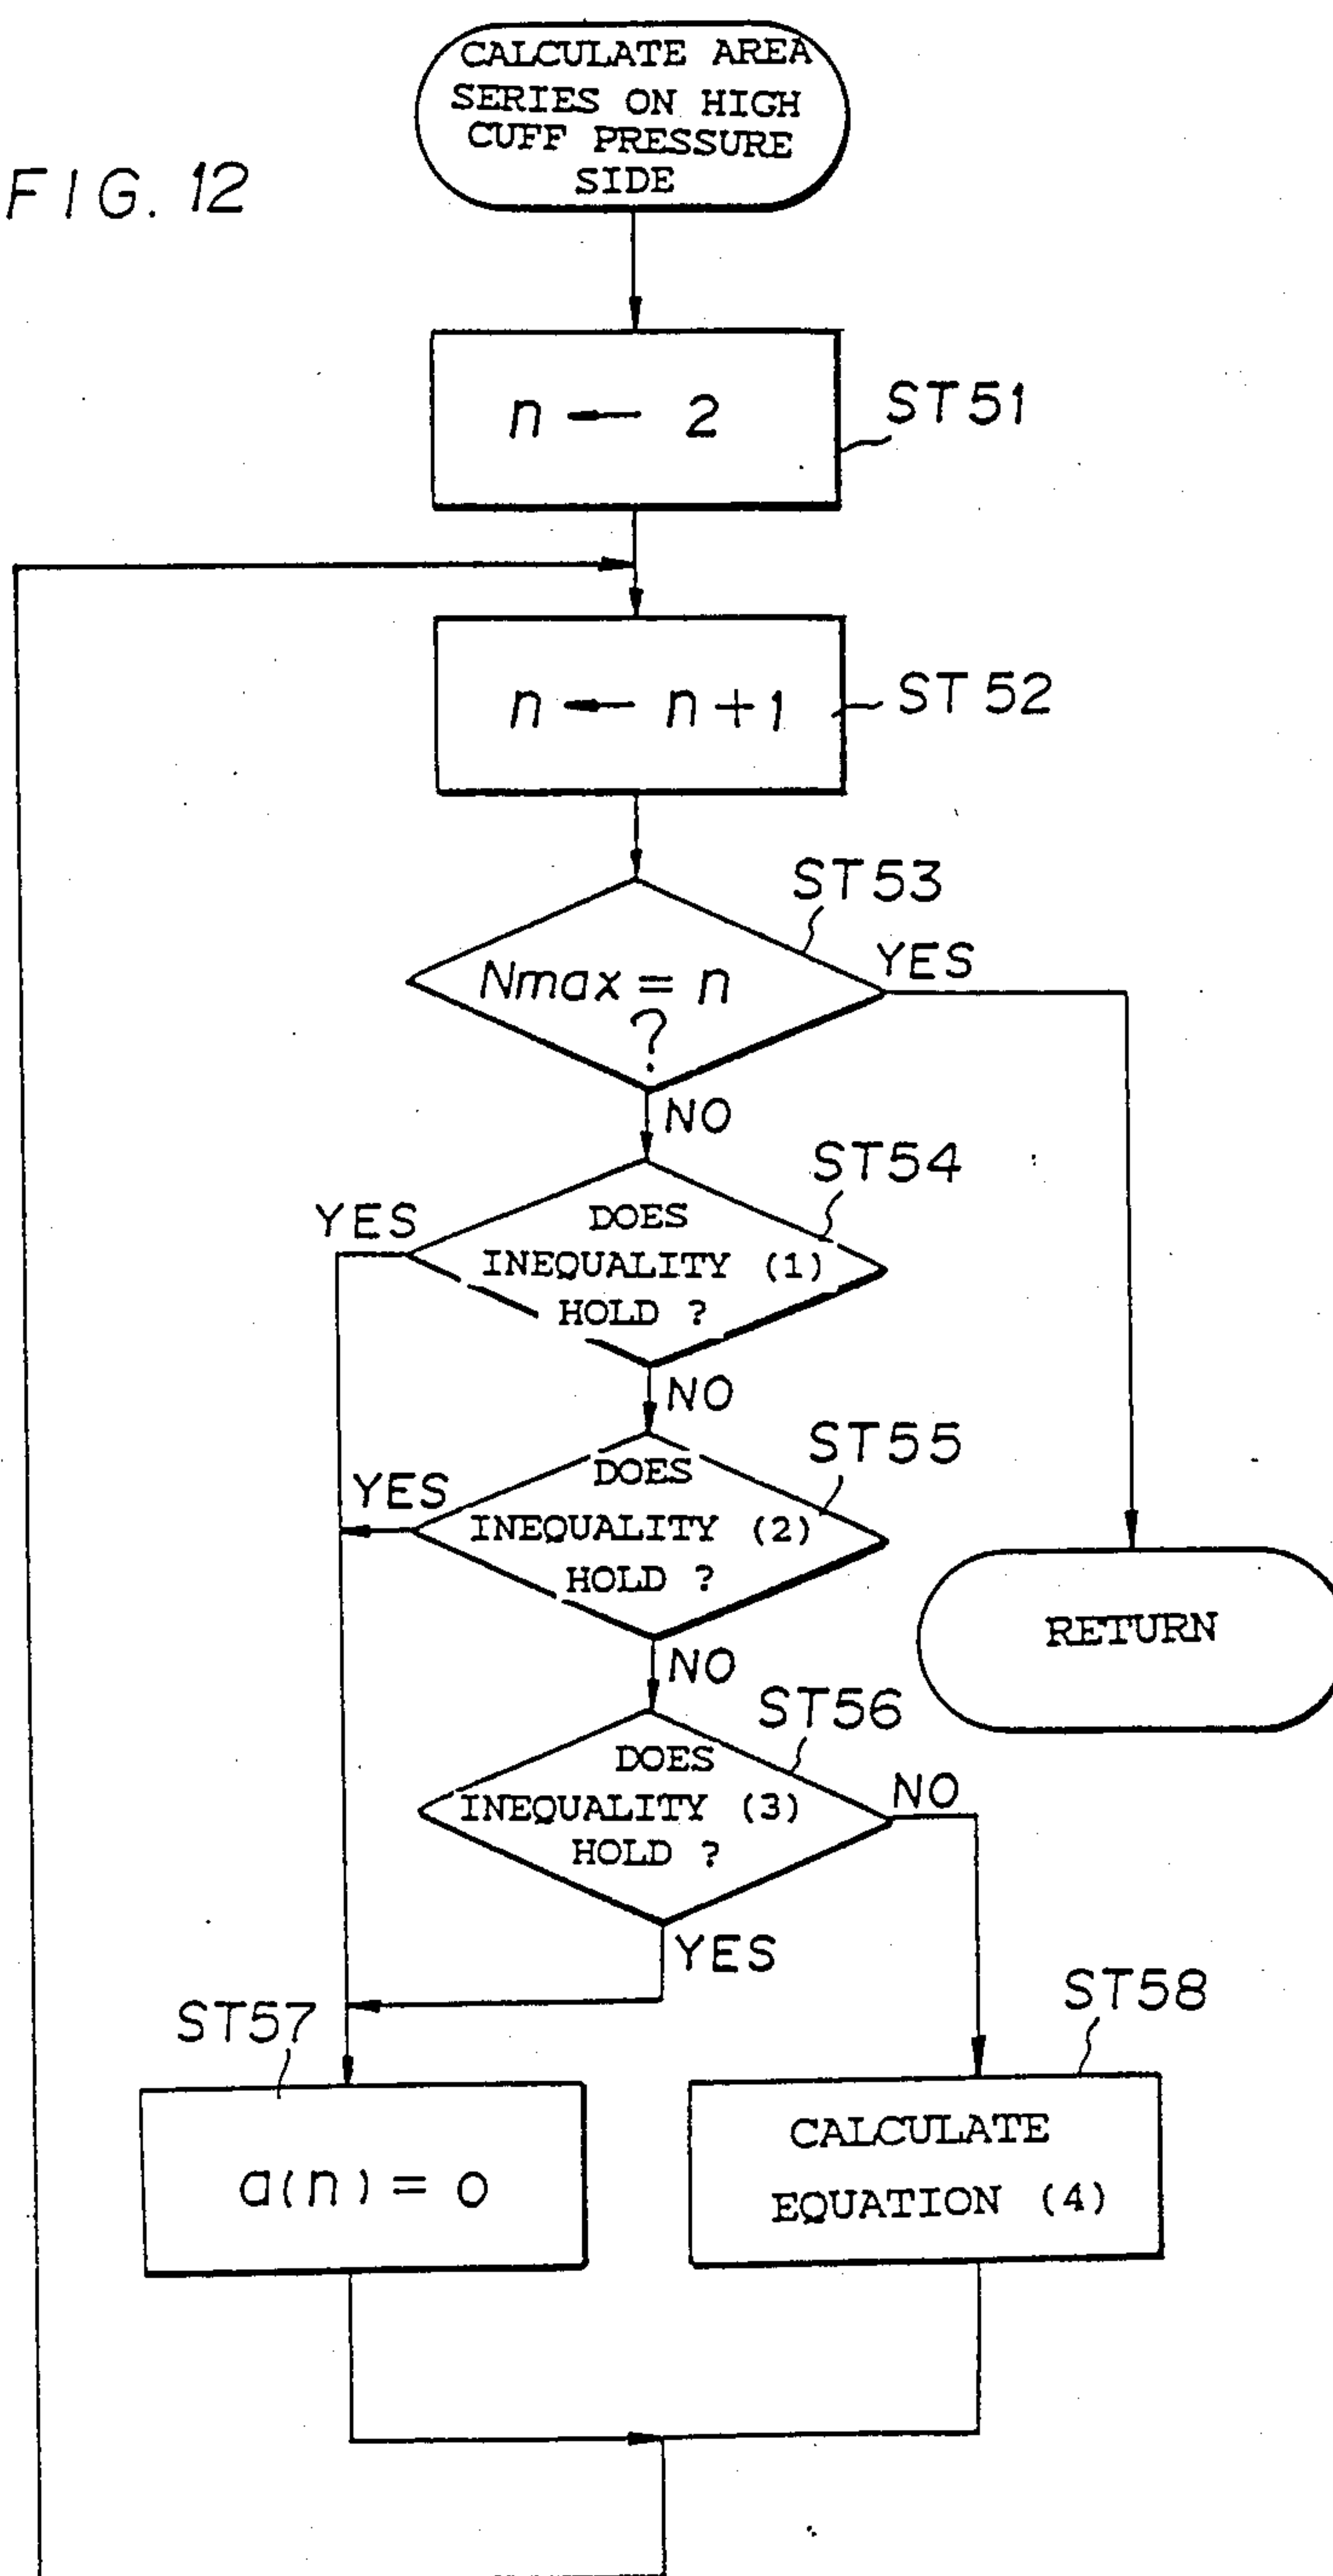 CALCULATE AREA
SERIES ON HIGH
CUFF PRESSURE
SIDE
FIG. 12
n ← 2
ST51
n ← n+1
ST52
ST53
Nmax = n
?
YES
NO
ST54
YES
DOES
INEQUALITY (1)
HOLD ?
NO
ST55
YES
DOES
INEQUALITY (2)
HOLD ?
NO
RETURN
ST56
DOES
INEQUALITY (3)
HOLD ?
NO
YES
ST57
ST58
a(n) = 0
CALCULATE
EQUATION (4)